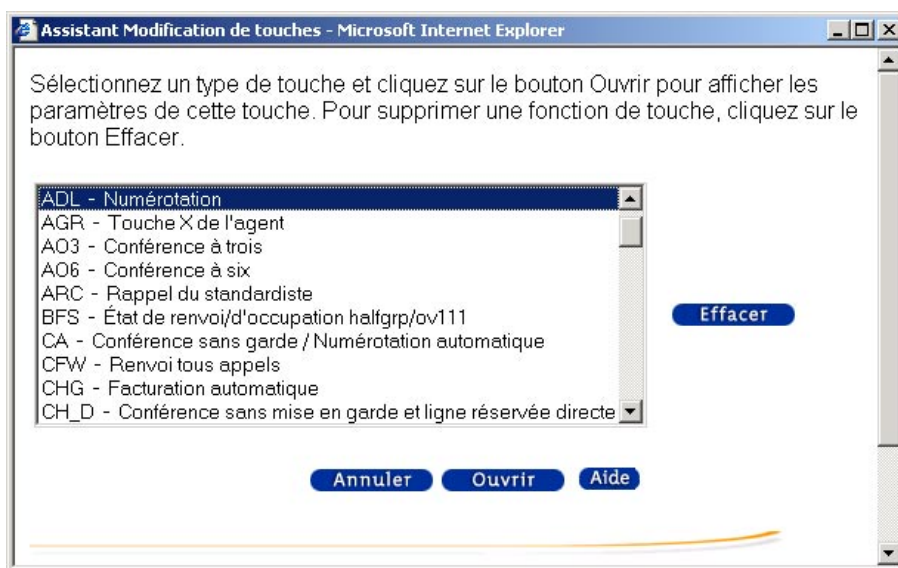 Assistant Modification de touches - Microsoft Internet Explorer
Sélectionnez un type de touche et cliquez sur le bouton Ouvrir pour afficher les
paramètres de cette touche. Pour supprimer une fonction de touche, cliquez sur le
bouton Effacer.
ADL - Numérotation
AGR - Touche X de l'agent
AO3 - Conférence à trois
AO6 - Conférence à six
ARC - Rappel du standardiste
BFS - État de renvoi/d'occupation halfgrp/ov111
CA - Conférence sans garde / Numérotation automatique
CFW - Renvoi tous appels
CHG - Facturation automatique
CH_D - Conférence sans mise en garde et ligne réservée directe
Effacer
Annuler Ouvrir Aide